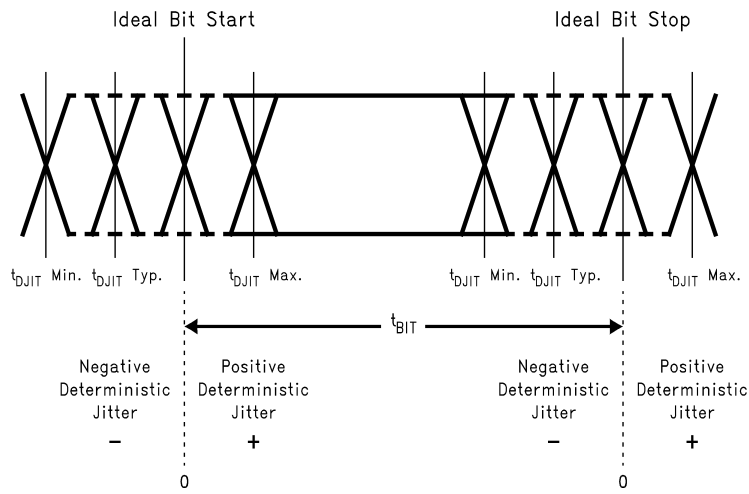 Ideal Bit Start
Ideal Bit Stop
tDJIT Min. tDJIT Typ. tDJIT Max.
tDJIT Min. tDJIT Typ. tDJIT Max.
tBIT
Negative
Deterministic
Jitter
–
Positive
Deterministic
Jitter
+
Negative
Deterministic
Jitter
–
Positive
Deterministic
Jitter
+
0
0